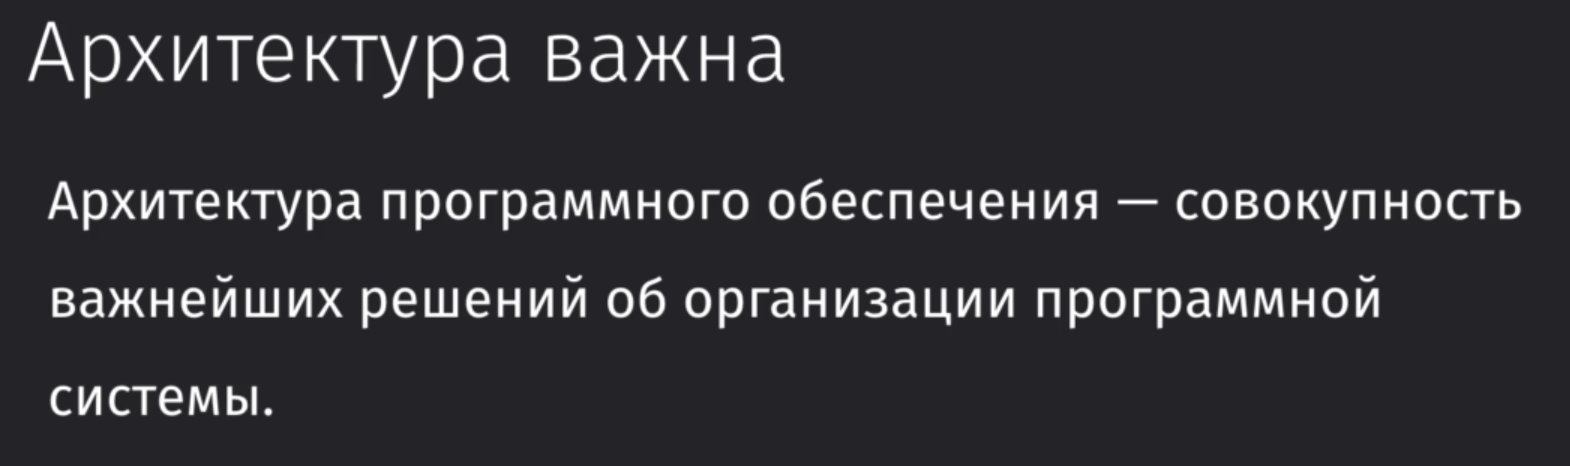 Архитектура важна
Архитектура программного обеспечения — совокупность
важнейших решений об организации программной
системы.